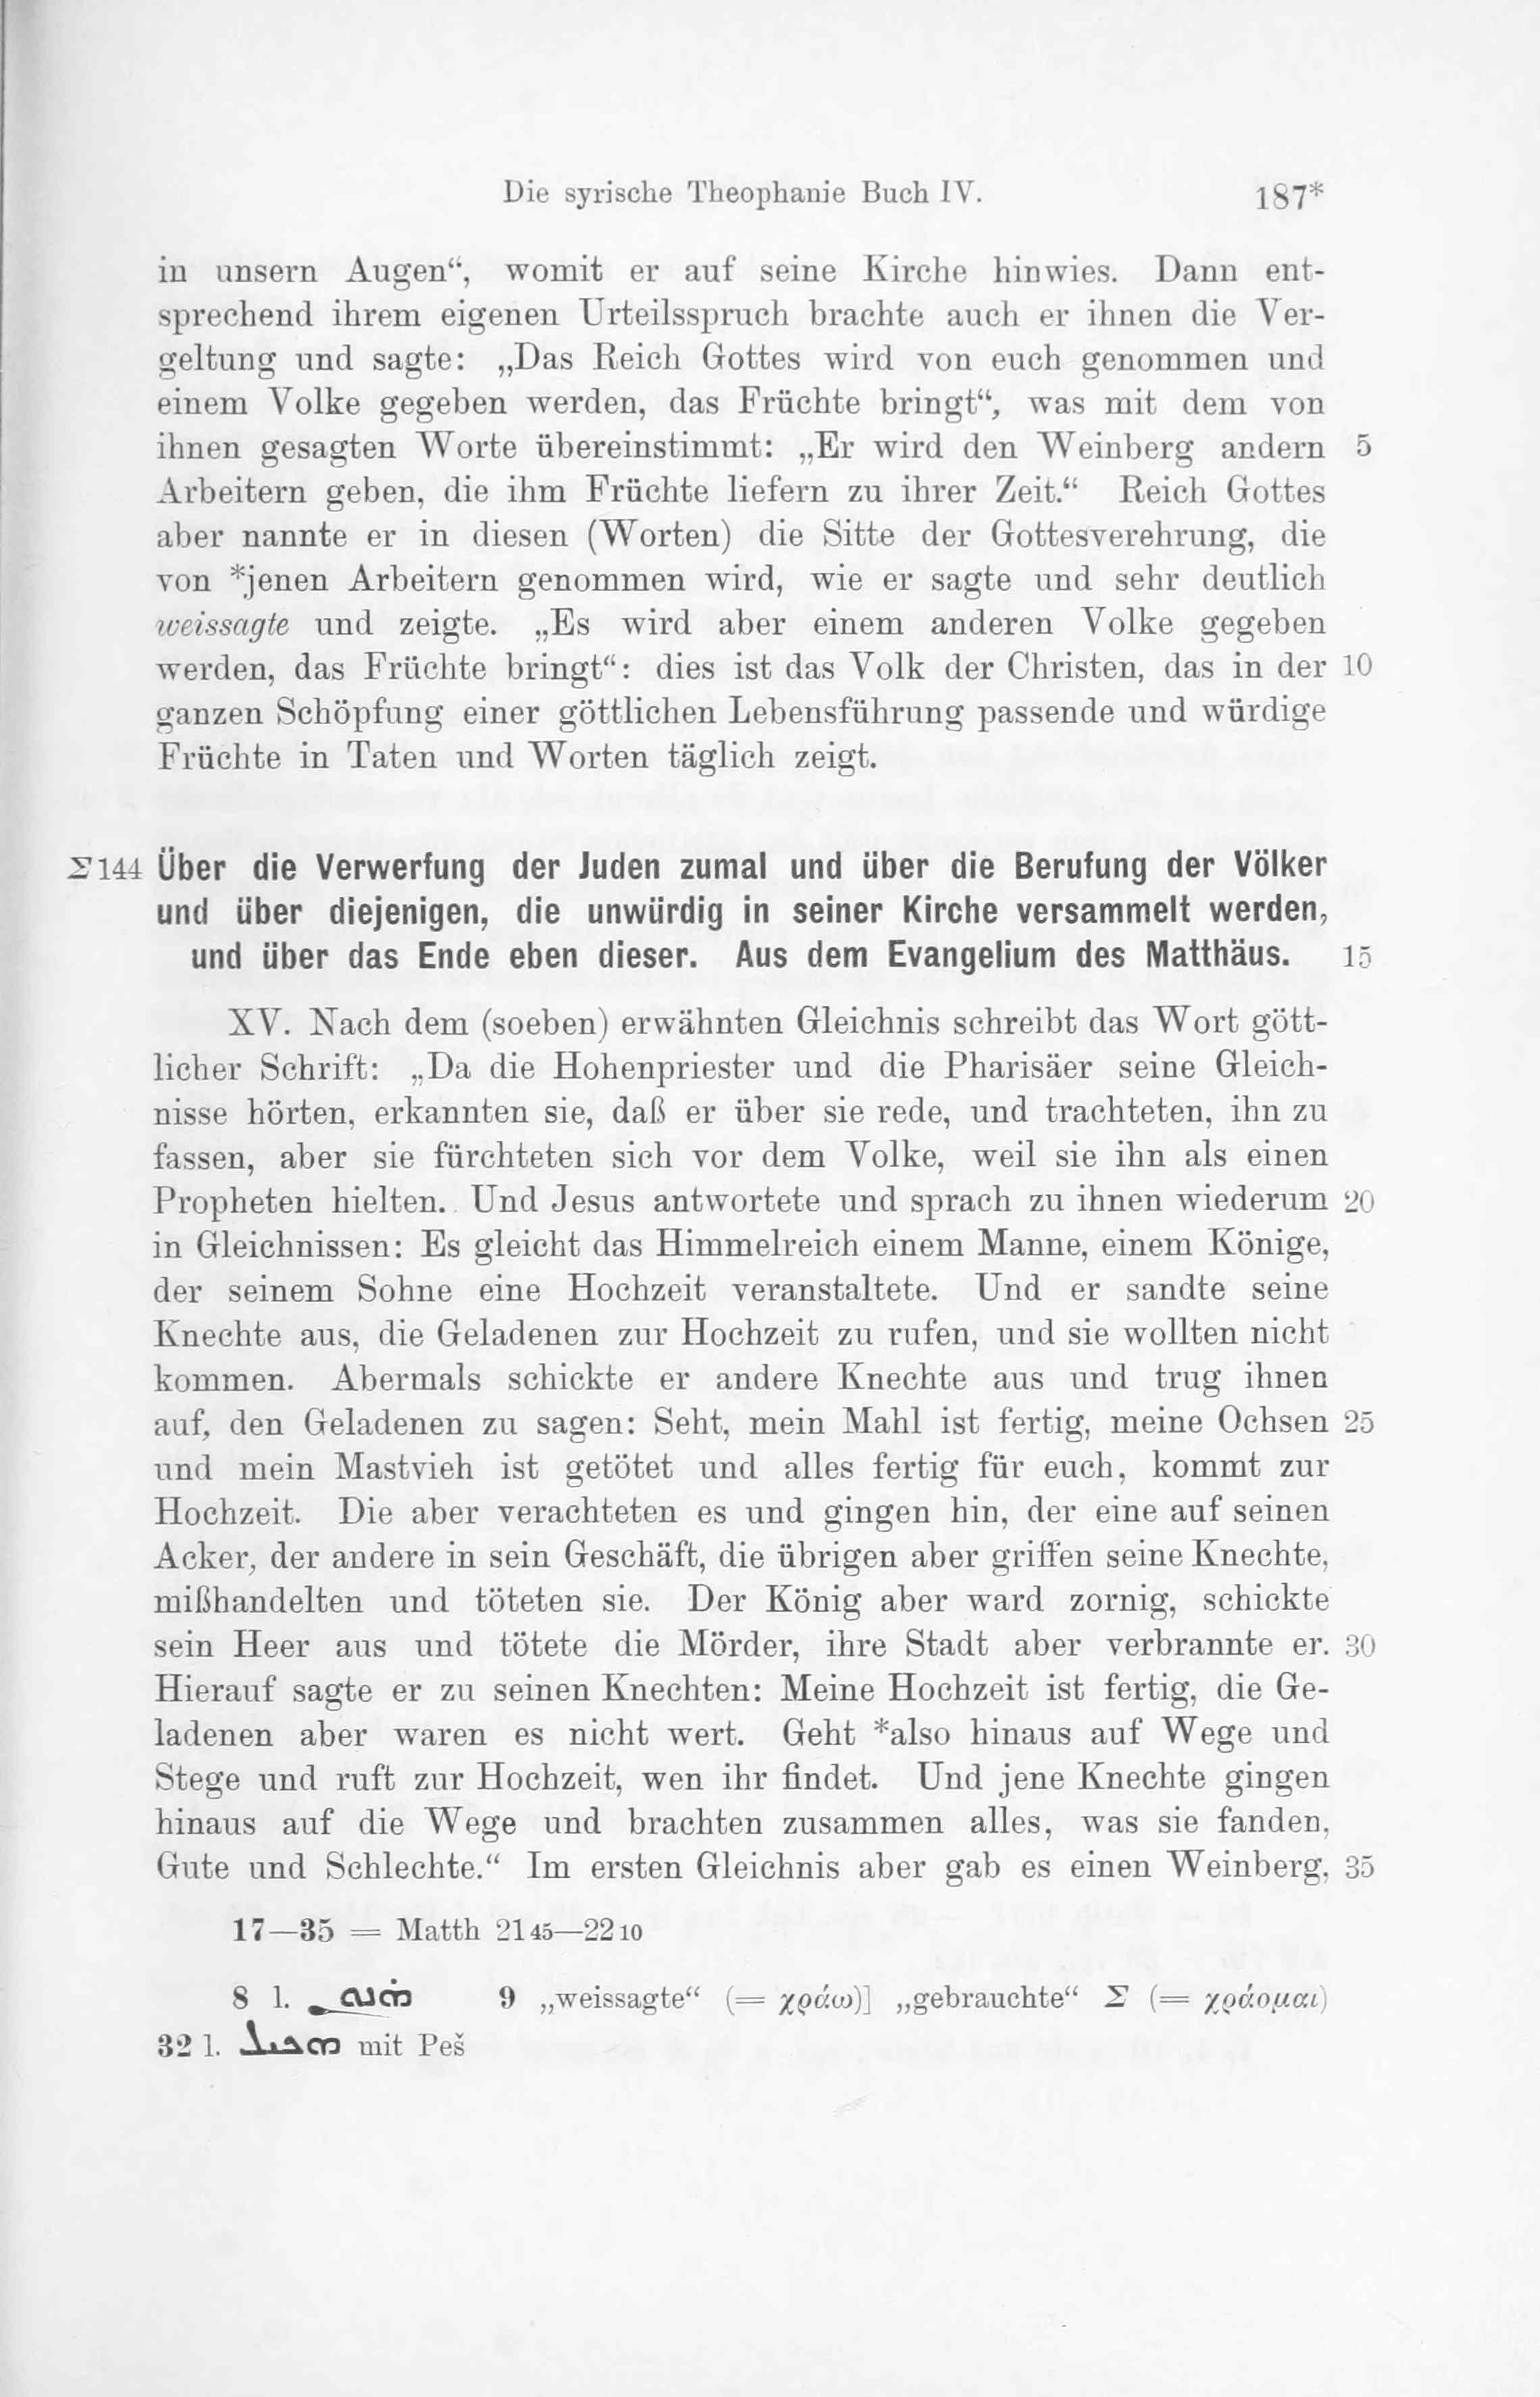 Die syrische Theophanie Buch IV. 187*
in unsern Augen“, womit er auf seine Kirche hinwies. Dann ent-
sprechend ihrem eigenen Urteilsspruch brachte auch er ihnen die Ver-
geltung und sagte: „Das Reich Gottes wird von euch genommen und
einem Volke gegeben werden, das Früchte bringt“, was mit dem von
ihnen gesagten Worte übereinstimmt: „Er wird den Weinberg andern 5
Arbeitern geben, die ihm Früchte liefern zu ihrer Zeit.“ Reich Gottes
aber nannte er in diesen (Worten) die Sitte der Gottesverehrung, die
von *jenen Arbeitern genommen wird, wie er sagte und sehr deutlich
weissagte und zeigte. „Es wird aber einem anderen Volke gegeben
werden, das Früchte bringt“: dies ist das Volk der Christen, das in der 10
ganzen Schöpfung einer göttlichen Lebensführung passende und würdige
Früchte in Taten und Worten täglich zeigt.
Σ144 Über die Verwerfung der Juden zumal und über die Berufung der Völker
und über diejenigen, die unwürdig in seiner Kirche versammelt werden,
und über das Ende eben dieser. Aus dem Evangelium des Matthäus. 15
XV. Nach dem (soeben) erwähnten Gleichnis schreibt das Wort gött-
licher Schrift: „Da die Hohenpriester und die Pharisäer seine Gleich-
nisse hörten, erkannten sie, daß er über sie rede, und trachteten, ihn zu
fassen, aber sie fürchteten sich vor dem Volke, weil sie ihn als einen
Propheten hielten. Und Jesus antwortete und sprach zu ihnen wiederum 20
in Gleichnissen: Es gleicht das Himmelreich einem Manne, einem Könige,
der seinem Sohne eine Hochzeit veranstaltete. Und er sandte seine
Knechte aus, die Geladenen zur Hochzeit zu rufen, und sie wollten nicht
kommen. Abermals schickte er andere Knechte aus und trug ihnen
auf, den Geladenen zu sagen: Seht, mein Mahl ist fertig, meine Ochsen 25
und mein Mastvieh ist getötet und alles fertig für euch, kommt zur
Hochzeit. Die aber verachteten es und gingen hin, der eine auf seinen
Acker, der andere in sein Geschäft, die übrigen aber griffen seine Knechte,
mißhandelten und töteten sie. Der König aber ward zornig, schickte
sein Heer aus und tötete die Mörder, ihre Stadt aber verbrannte er. 30
Hierauf sagte er zu seinen Knechten: Meine Hochzeit ist fertig, die Ge-
ladenen aber waren es nicht wert. Geht *also hinaus auf Wege und
Stege und ruft zur Hochzeit, wen ihr findet. Und jene Knechte gingen
hinaus auf die Wege und brachten zusammen alles, was sie fanden,
Gute und Schlechte.“ Im ersten Gleichnis aber gab es einen Weinberg, 35
17—35 = Matth 21 45—22 10
8 l. 9 „weissagte“ (= χράω)] „gebrauchte“ Σ (= χράομαι)
32 l. ܗܟܝܠ mit Peš